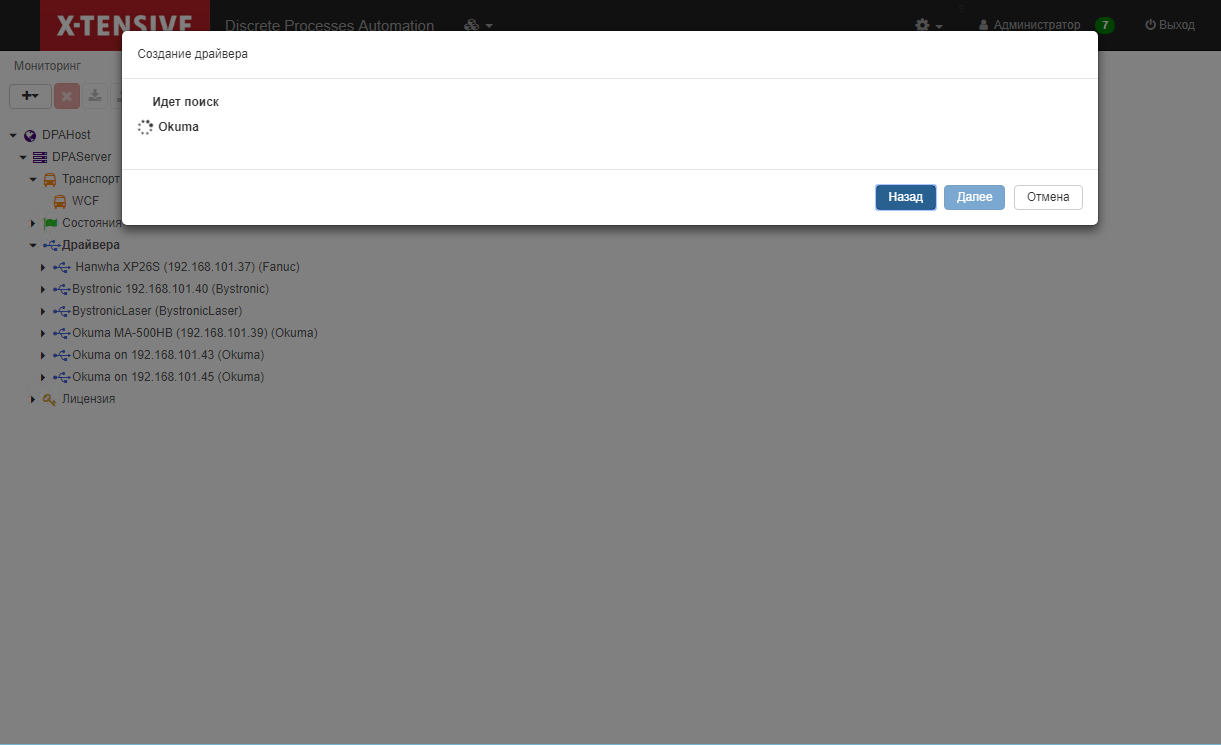 X-TENSIVE Discrete Processes Automation Администратор 7 Выход
Создание драйвера
Мониторинг
Идет поиск
Okuma
Назад Далее Отмена
DPAHost
DPAServer
Транспорт
WCF
Состояния
Драйвера
Hanwha XP26S (192.168.101.37) (Fanuc)
Bystronic 192.168.101.40 (Bystronic)
BystronicLaser (BystronicLaser)
Okuma MA-500HB (192.168.101.39) (Okuma)
Okuma on 192.168.101.43 (Okuma)
Okuma on 192.168.101.45 (Okuma)
Лицензия